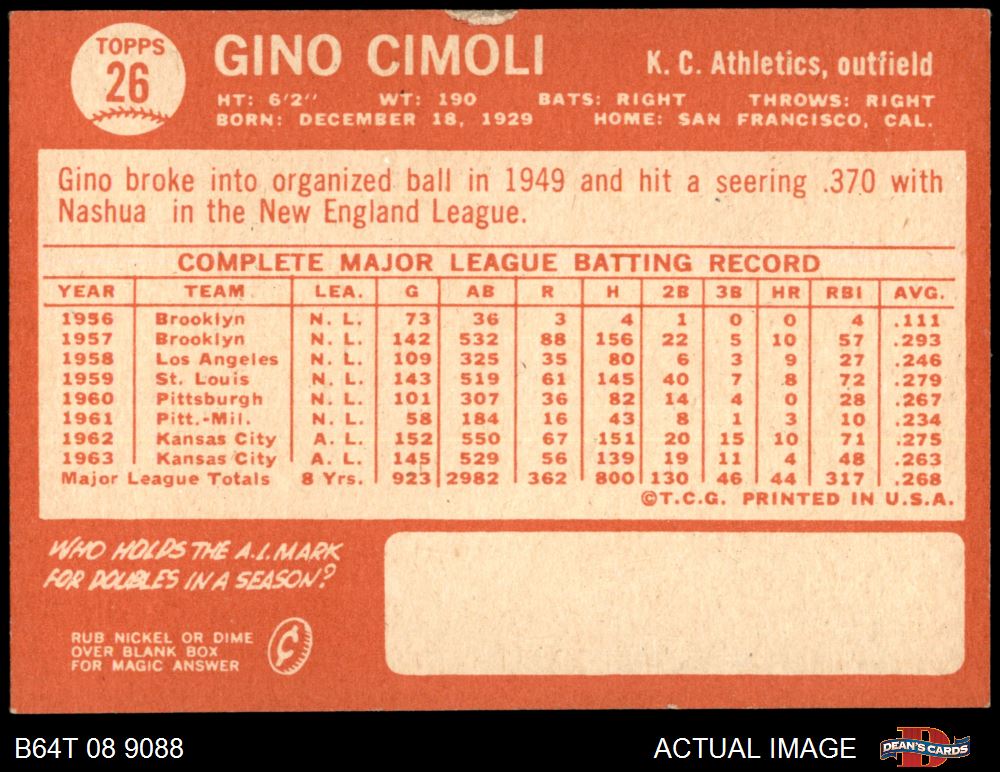 TOPPS
26
GINO CIMOLI
K. C. Athletics, outfield
HT: 6'2" WT: 190 BATS: RIGHT THROWS: RIGHT
BORN: DECEMBER 18, 1929 HOME: SAN FRANCISCO, CAL.
Gino broke into organized ball in 1949 and hit a seering .370 with
Nashua in the New England League.
COMPLETE MAJOR LEAGUE BATTING RECORD
YEAR TEAM LEA. G AB R H 2B 3B HR RBI AVG.
1956 Brooklyn N. L. 73 36 3 4 1 0 0 4 .111
1957 Brooklyn N. L. 142 532 88 156 22 5 10 57 .293
1958 Los Angeles N. L. 109 325 35 80 6 3 9 27 .246
1959 St. Louis N. L. 143 519 61 145 40 7 8 72 .279
1960 Pittsburgh N. L. 101 307 36 82 14 4 0 28 .267
1961 Pitt.-Mil. N. L. 58 184 16 43 8 1 3 10 .234
1962 Kansas City A. L. 152 550 67 151 20 15 10 71 .275
1963 Kansas City A. L. 145 529 56 139 19 11 4 48 .263
Major League Totals 8 Yrs. 923 2982 362 800 130 46 44 317 .268
©T.C.G. PRINTED IN U.S.A.
WHO HOLDS THE A.L. MARK
FOR DOUBLES IN A SEASON?
RUB NICKEL OR DIME
OVER BLANK BOX
FOR MAGIC ANSWER
¢
B64T 08 9088
ACTUAL IMAGE
D
DEAN'S CARDS